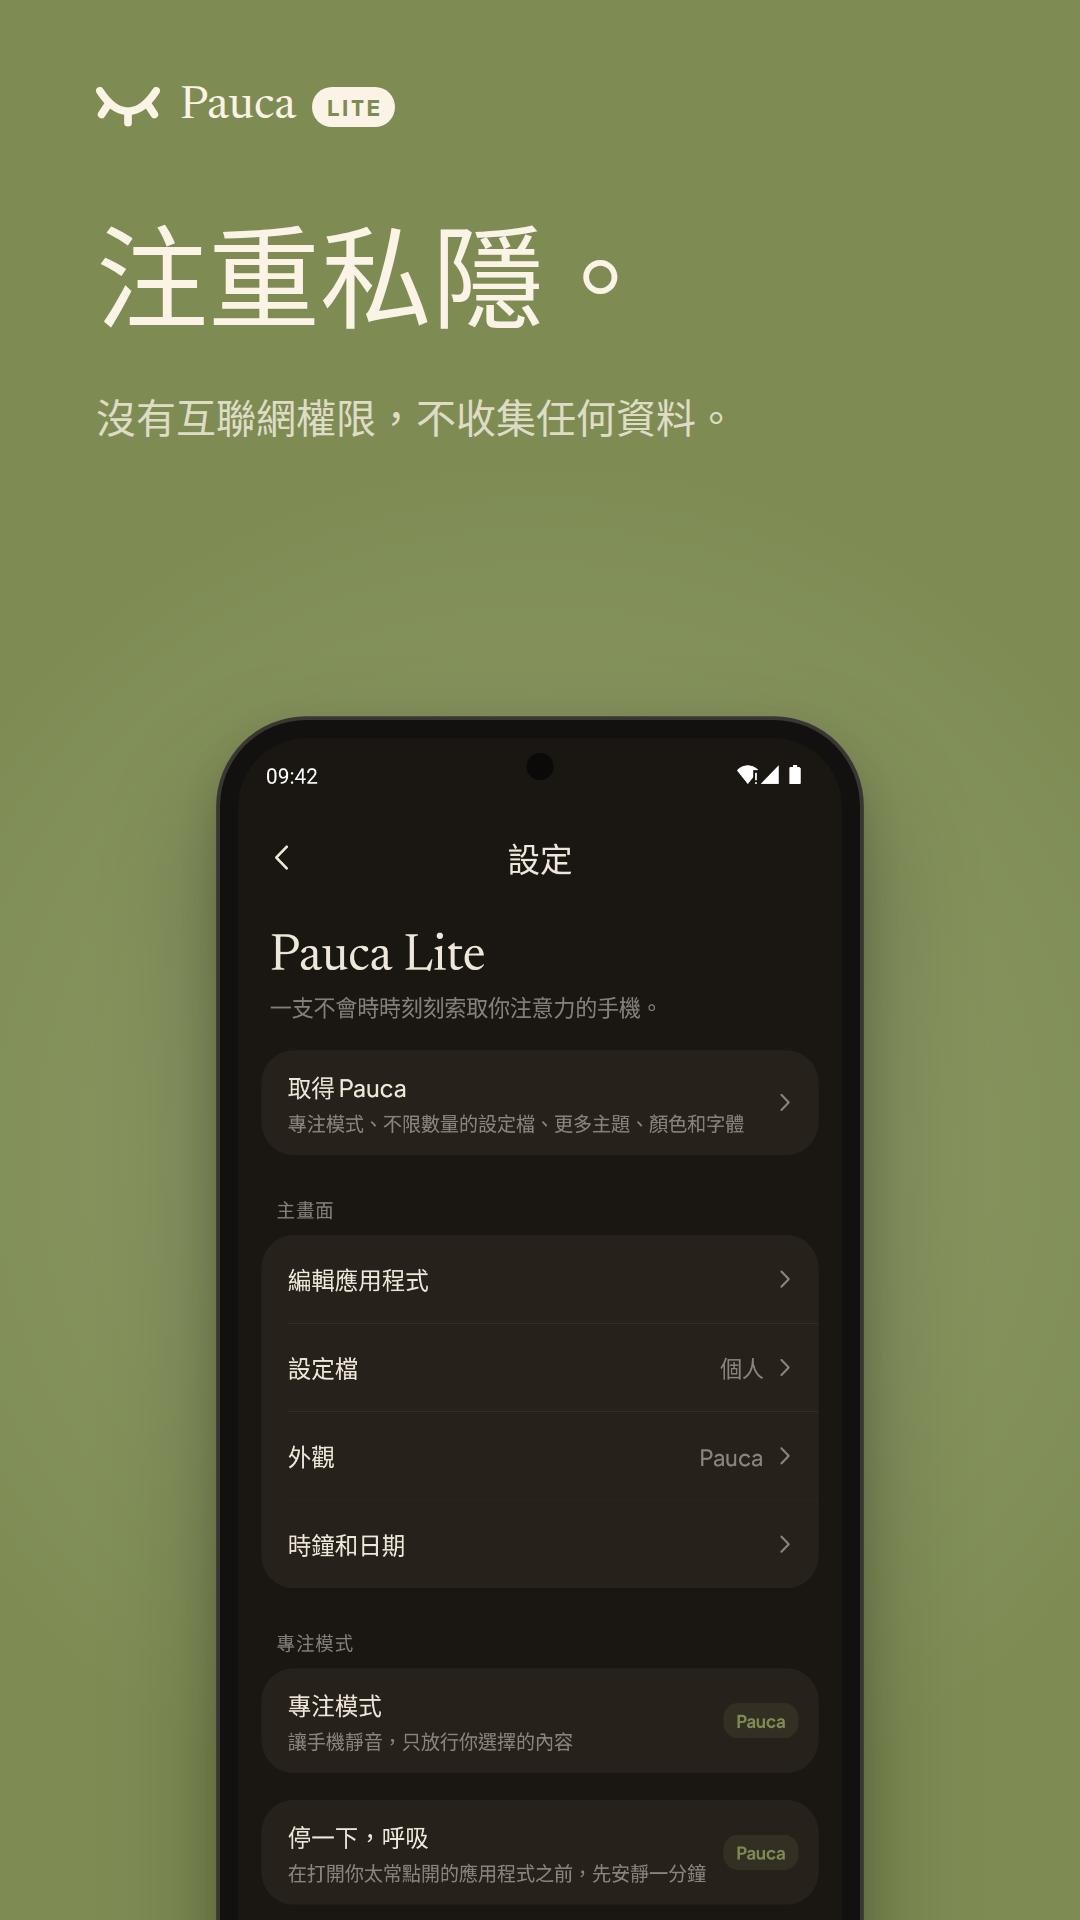 Pauca LITE
注重私隱。
沒有互聯網權限，不收集任何資料。
09:42
設定
Pauca Lite
一支不會時時刻刻索取你注意力的手機。
取得 Pauca
專注模式、不限數量的設定檔、更多主題、顏色和字體
主畫面
編輯應用程式
設定檔 個人
外觀 Pauca
時鐘和日期
專注模式
專注模式
Pauca
讓手機靜音，只放行你選擇的內容
停一下，呼吸
Pauca
在打開你太常點開的應用程式之前，先安靜一分鐘